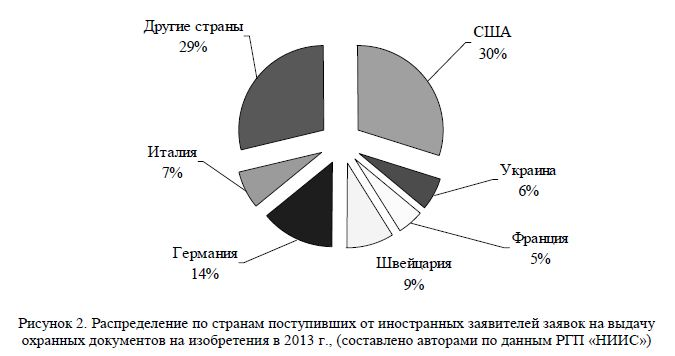 Другие страны
29%
США
30%
Италия
7%
Украина
6%
Германия
14%
Швейцария
9%
Франция
5%
Рисунок 2. Распределение по странам поступивших от иностранных заявителей заявок на выдачу
охранных документов на изобретения в 2013 г., (составлено авторами по данным РГП «НИИС»)